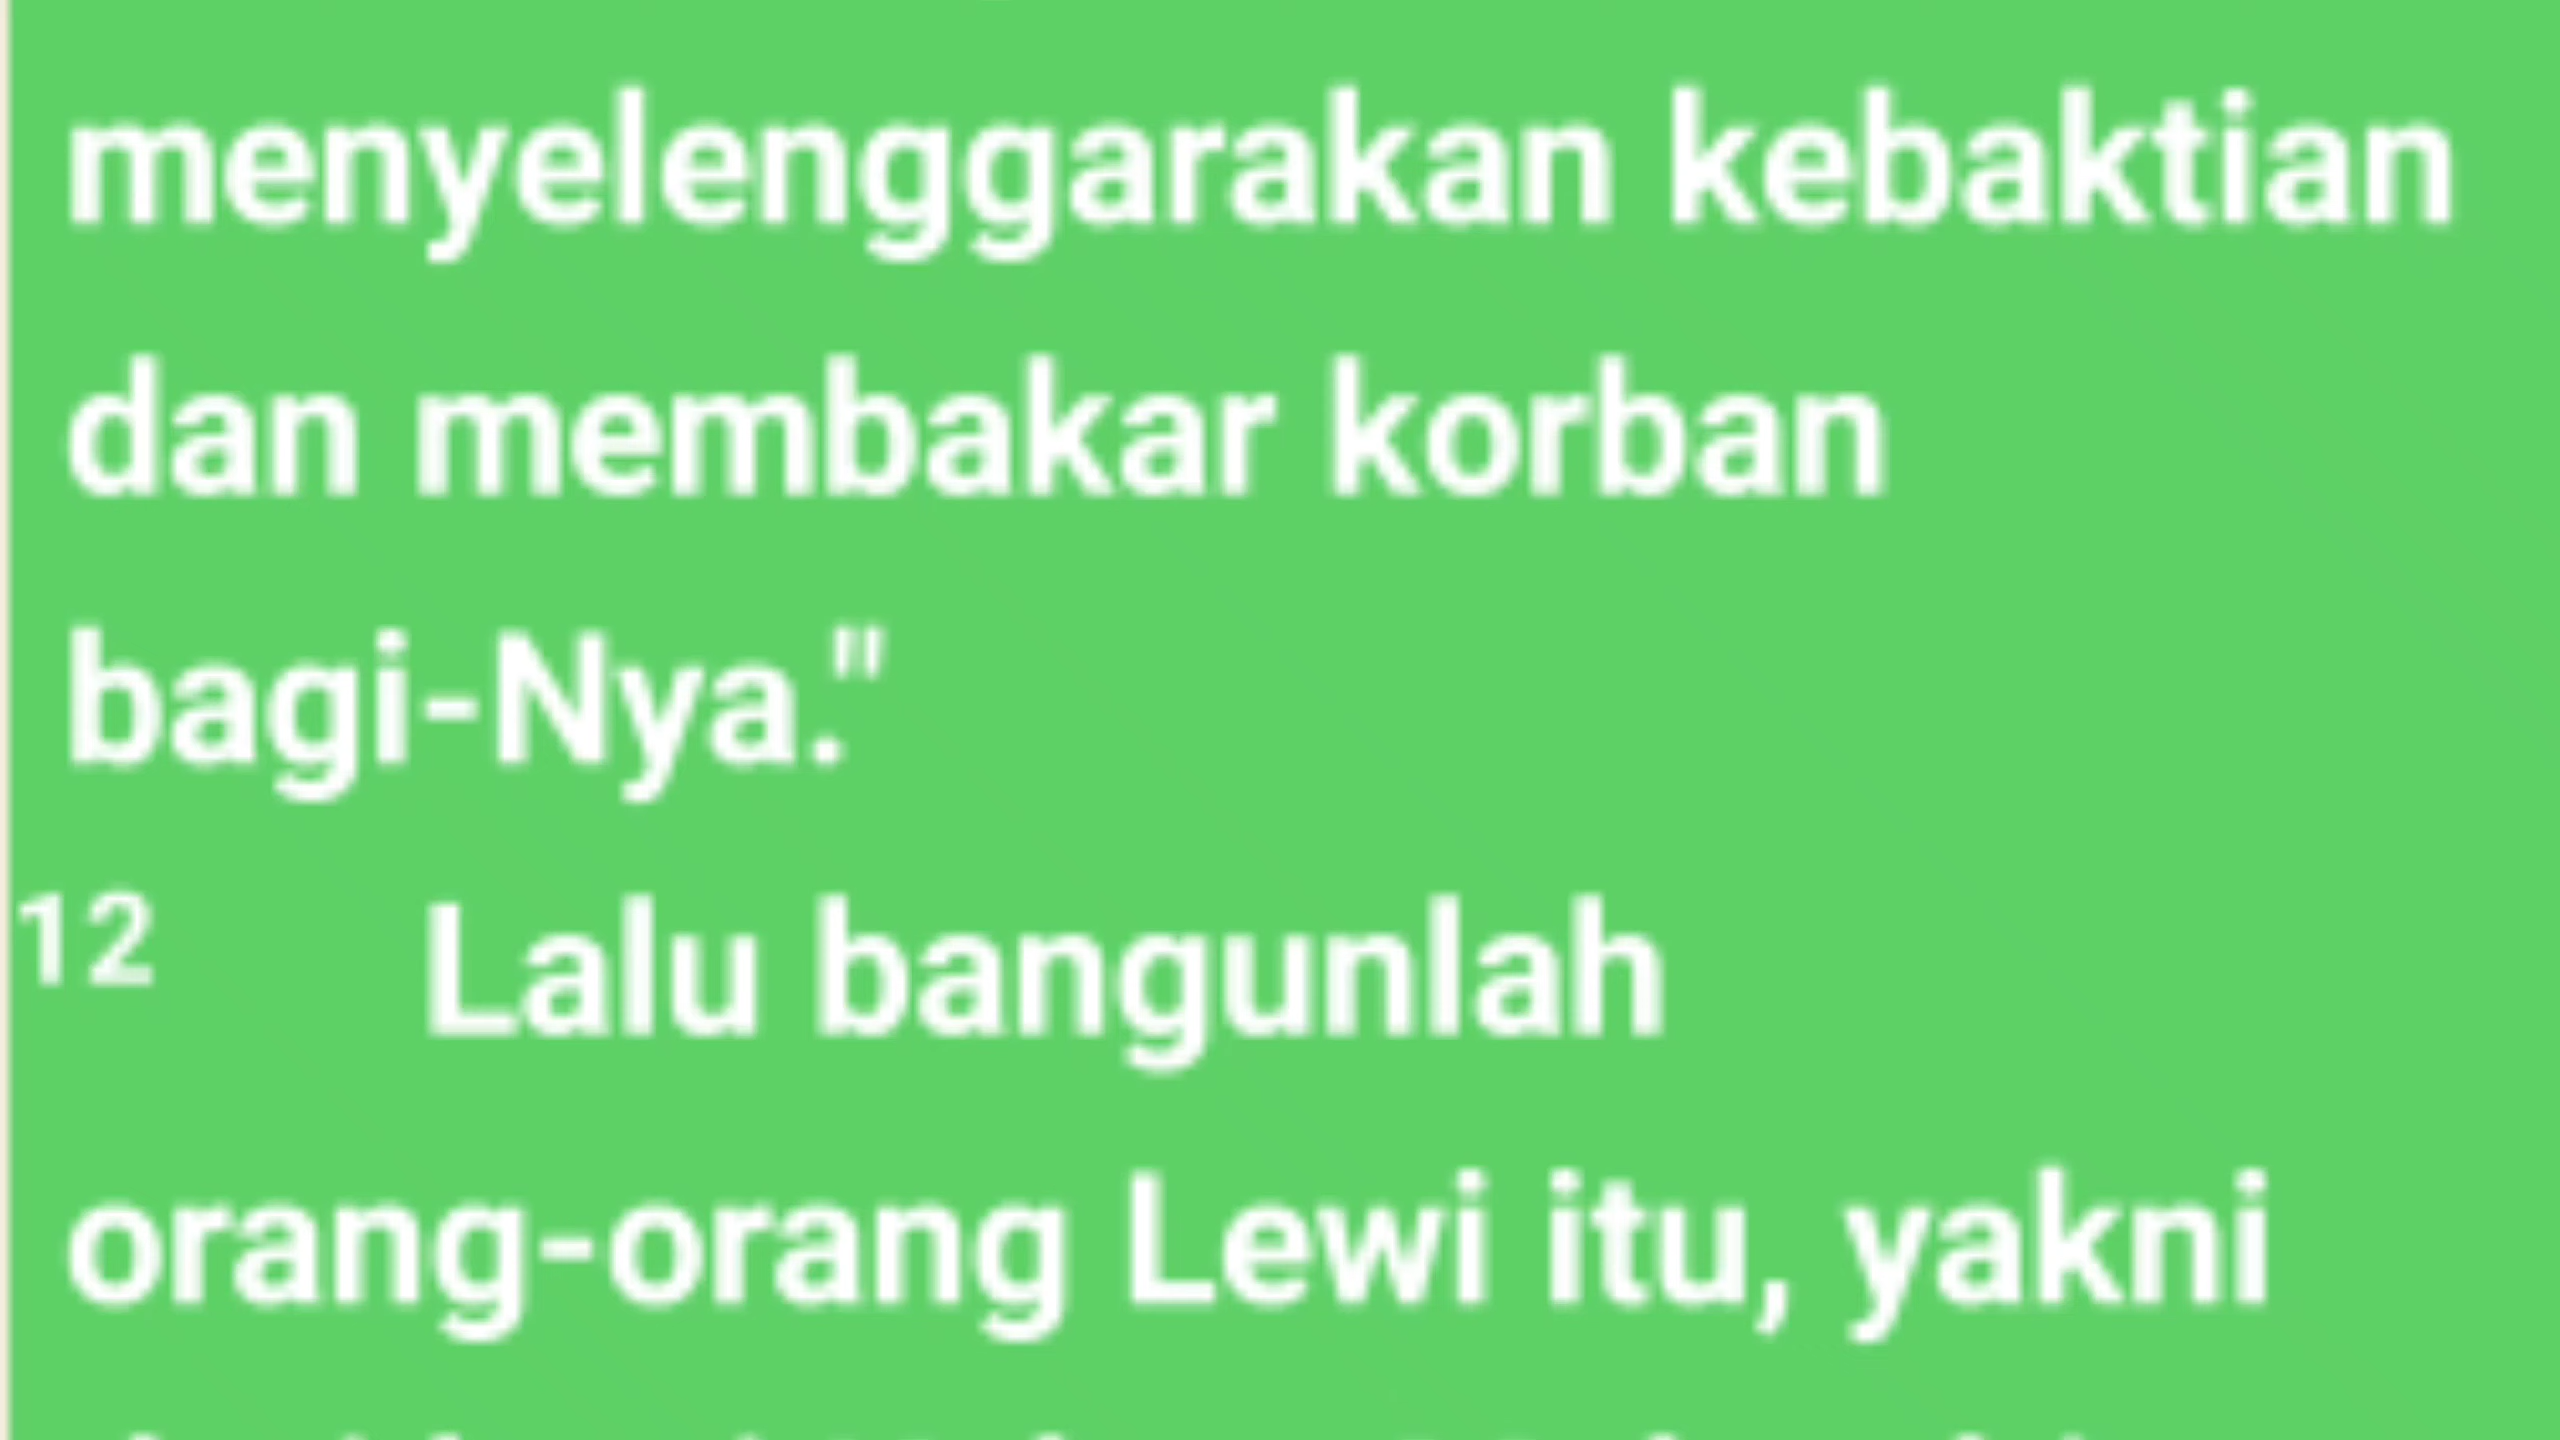 menyelenggarakan kebaktian
dan membakar korban
bagi-Nya."
12 Lalu bangunlah
orang-orang Lewi itu, yakni